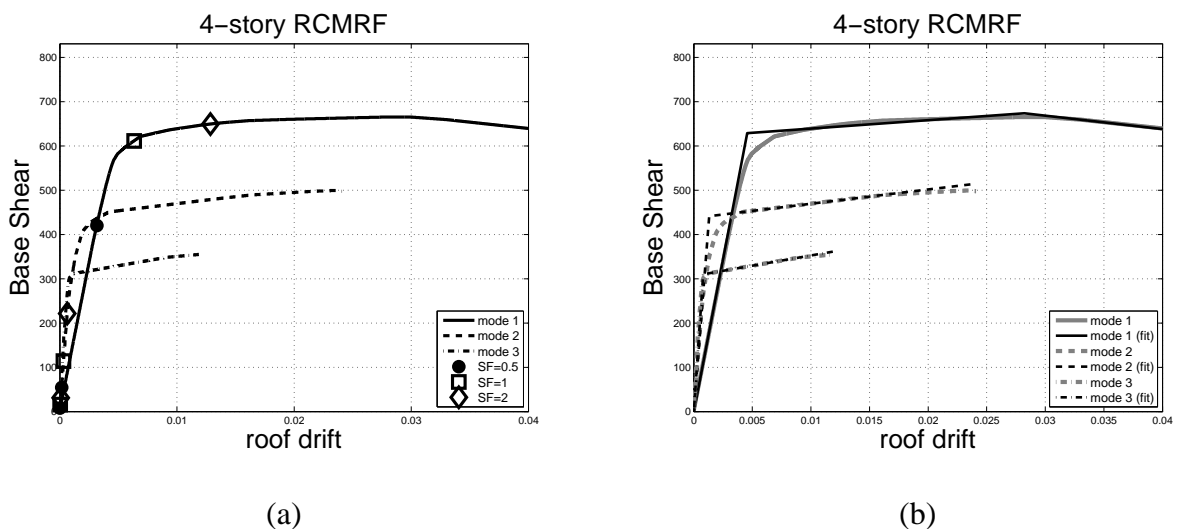 4−story RCMRF
800
700
600
500
400
300
200
100
0
0 0.01 0.02 0.03 0.04
Base Shear
roof drift
mode 1
mode 2
mode 3
SF=0.5
SF=1
SF=2
(a)
4−story RCMRF
800
700
600
500
400
300
200
100
0
0 0.005 0.01 0.015 0.02 0.025 0.03 0.035 0.04
Base Shear
roof drift
mode 1
mode 1 (fit)
mode 2
mode 2 (fit)
mode 3
mode 3 (fit)
(b)